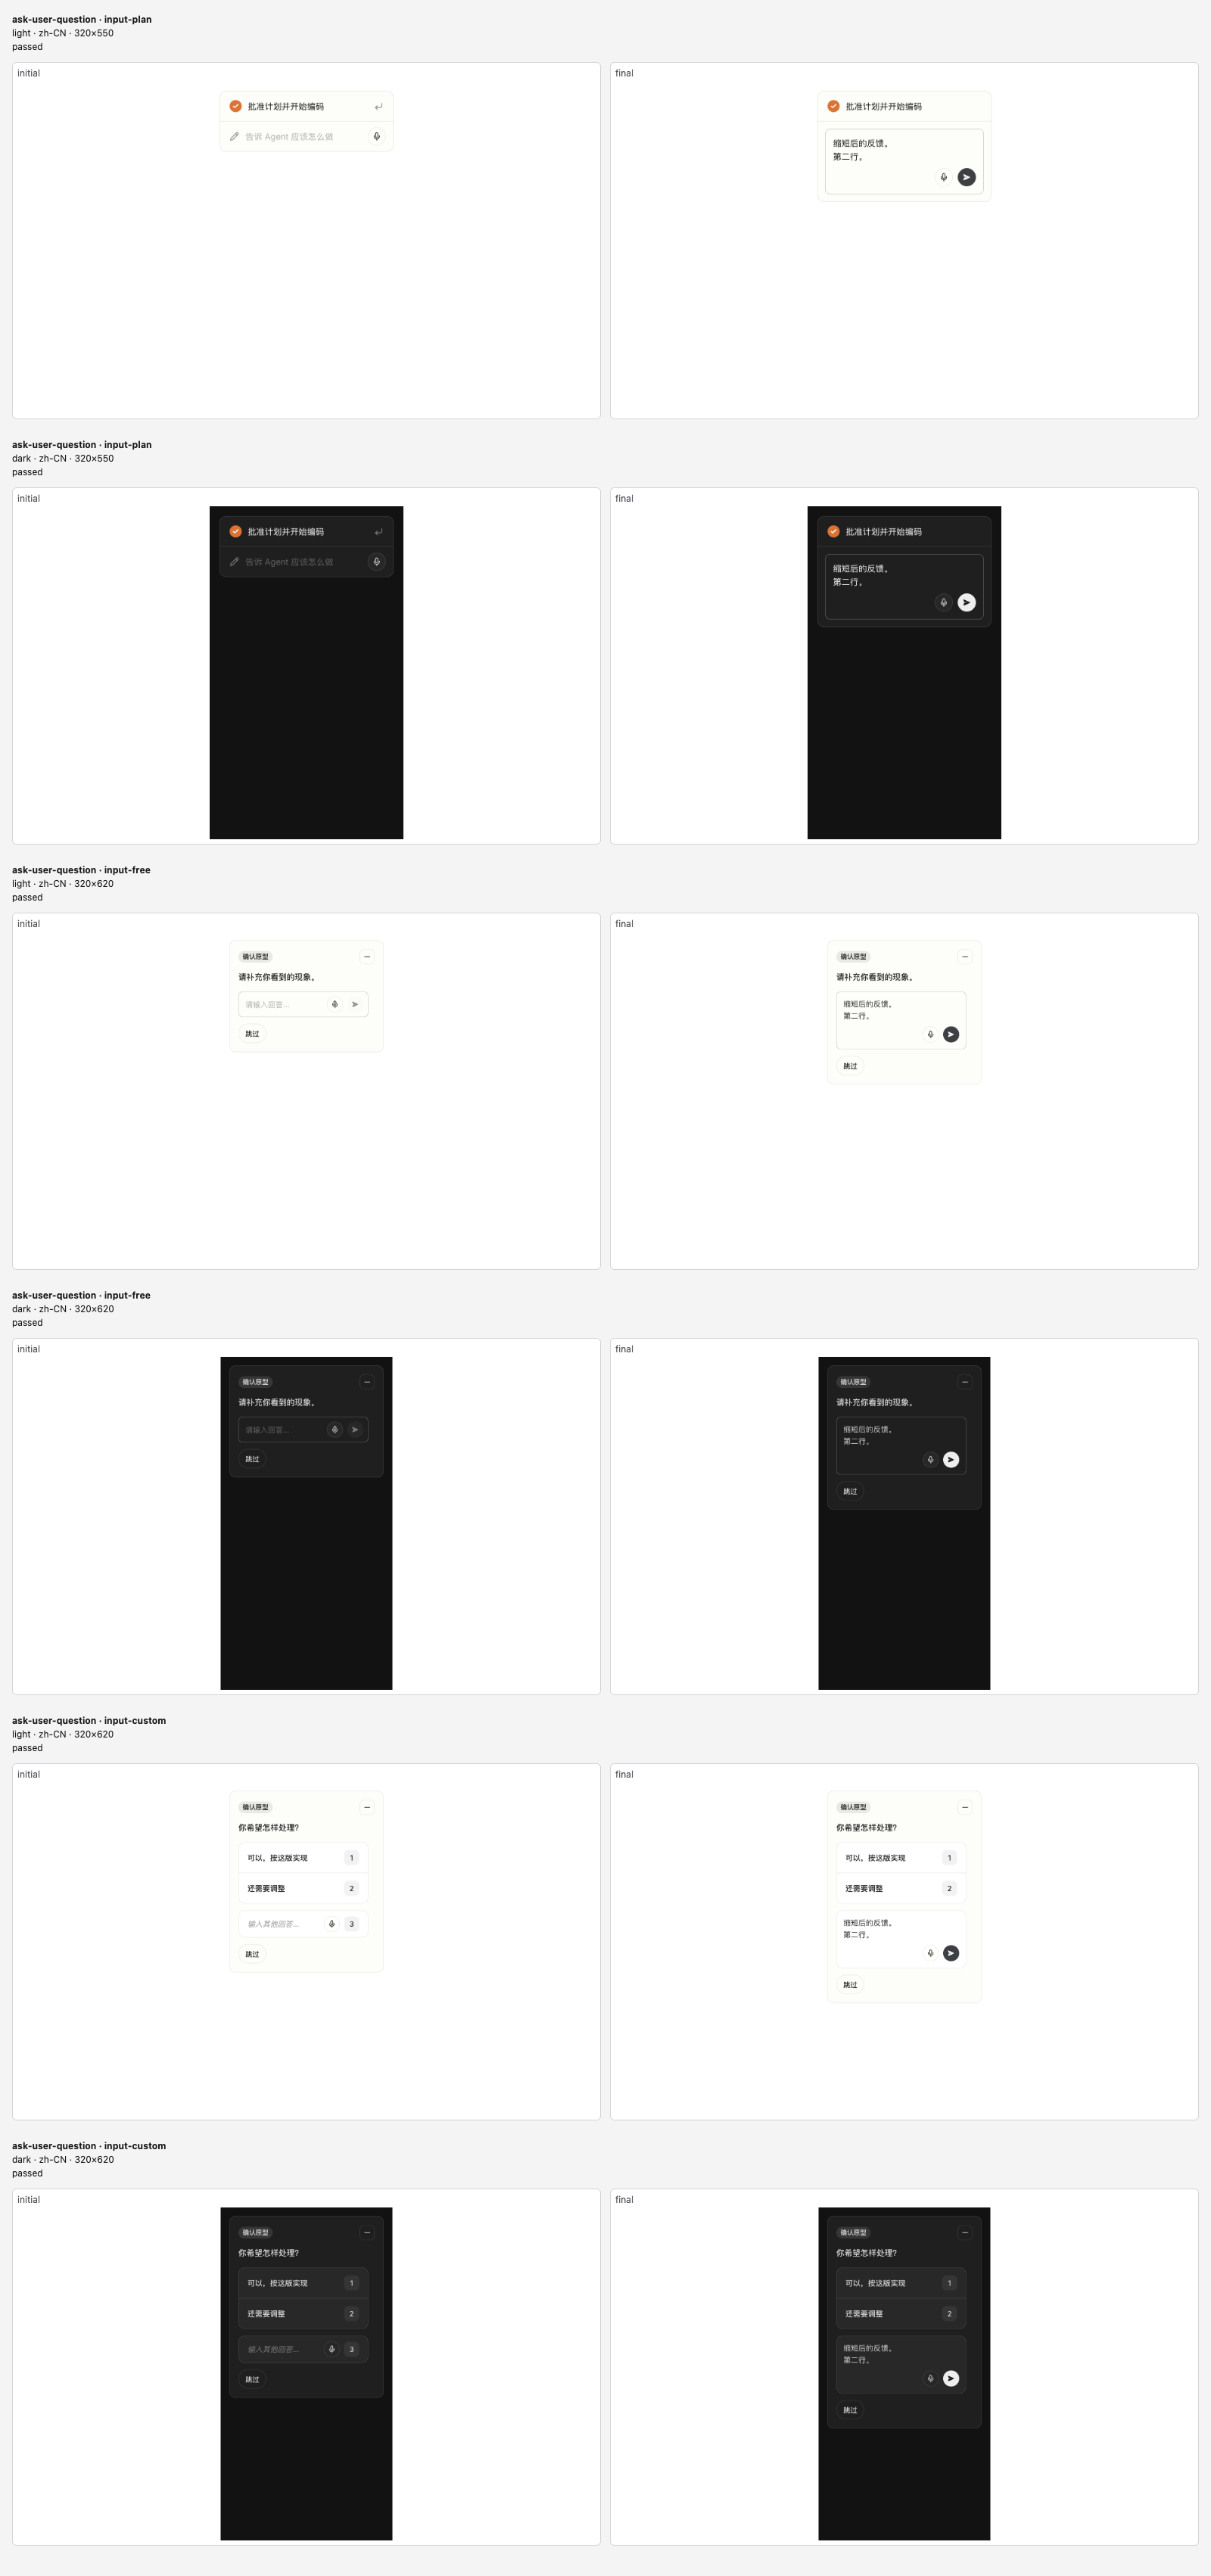 ask-user-question · input-plan
light · zh-CN · 320×550
passed
initial
批准计划并开始编码
告诉 Agent 应该怎么做
final
批准计划并开始编码
缩短后的反馈。
第二行。
ask-user-question · input-plan
dark · zh-CN · 320×550
passed
initial
批准计划并开始编码
告诉 Agent 应该怎么做
final
批准计划并开始编码
缩短后的反馈。
第二行。
ask-user-question · input-free
light · zh-CN · 320×620
passed
initial
确认原型
请补充你看到的现象。
请输入回答...
跳过
final
确认原型
请补充你看到的现象。
缩短后的反馈。
第二行。
跳过
ask-user-question · input-free
dark · zh-CN · 320×620
passed
initial
确认原型
请补充你看到的现象。
请输入回答...
跳过
final
确认原型
请补充你看到的现象。
缩短后的反馈。
第二行。
跳过
ask-user-question · input-custom
light · zh-CN · 320×620
passed
initial
确认原型
你希望怎样处理?
可以，按这版实现 1
还需要调整 2
输入其他回答... 3
跳过
final
确认原型
你希望怎样处理?
可以，按这版实现 1
还需要调整 2
缩短后的反馈。
第二行。
跳过
ask-user-question · input-custom
dark · zh-CN · 320×620
passed
initial
确认原型
你希望怎样处理?
可以，按这版实现 1
还需要调整 2
输入其他回答... 3
跳过
final
确认原型
你希望怎样处理?
可以，按这版实现 1
还需要调整 2
缩短后的反馈。
第二行。
跳过